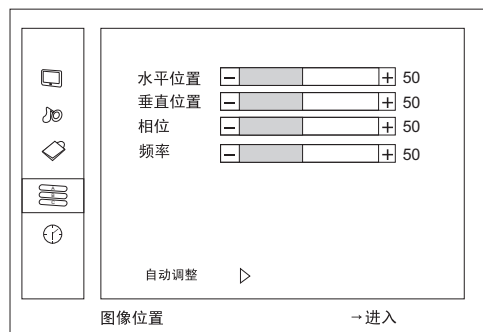 水平位置 − + 50
垂直位置 − + 50
相位 − + 50
频率 − + 50
自动调整
图像位置 →进入